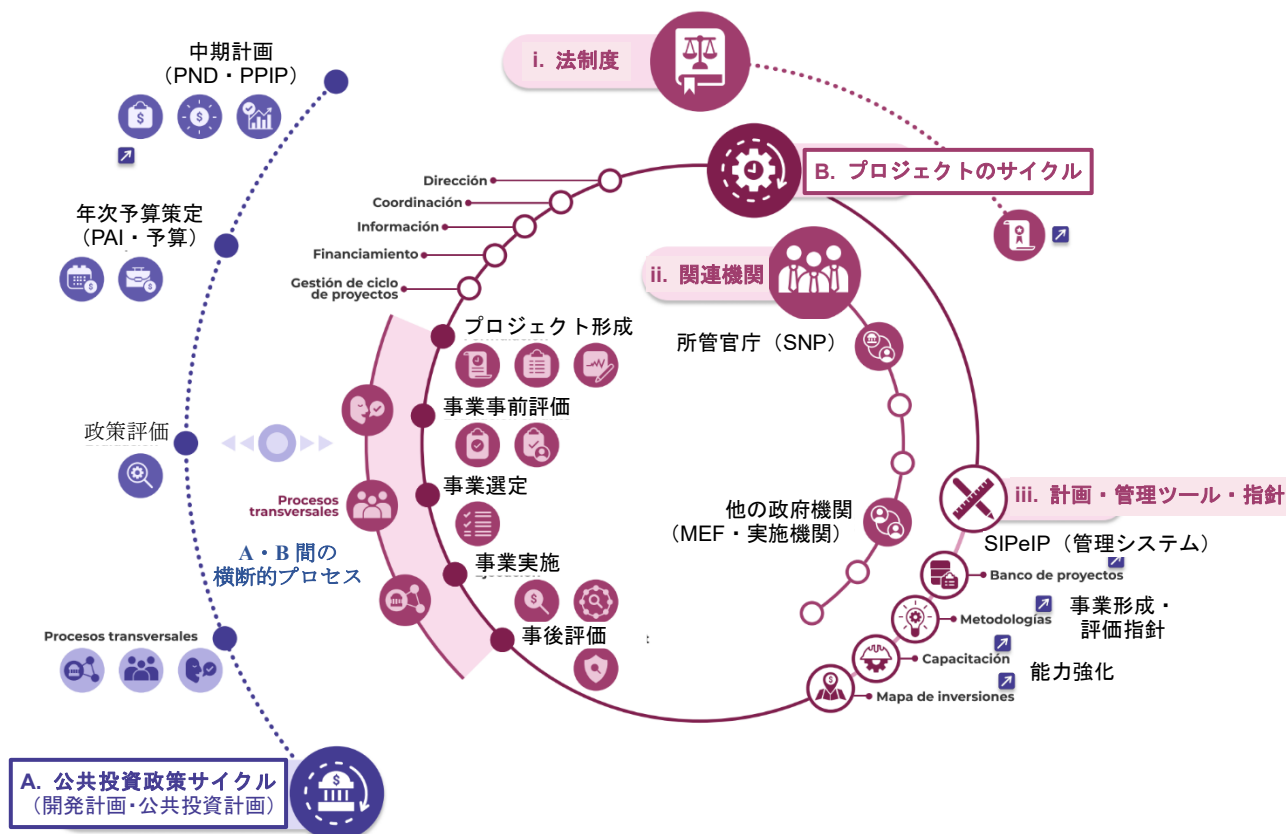 中期計画
（PND・PPIP）
年次予算策定
（PAI・予算）
政策評価
Procesos transversales
A. 公共投資政策サイクル
（開発計画･公共投資計画）
i. 法制度
B. プロジェクトのサイクル
Dirección
Coordinación
Información
Financiamiento
Gestión de ciclo
de proyectos
プロジェクト形成
事業事前評価
事業選定
事業実施
事後評価
Procesos
transversales
A・B 間の
横断的プロセス
ii. 関連機関
所管官庁（SNP）
他の政府機関
（MEF・実施機関）
iii. 計画・管理ツール・指針
SIPeIP（管理システム）
Banco de proyectos
Metodologías
事業形成・
評価指針
Capacitación
能力強化
Mapa de inversiones